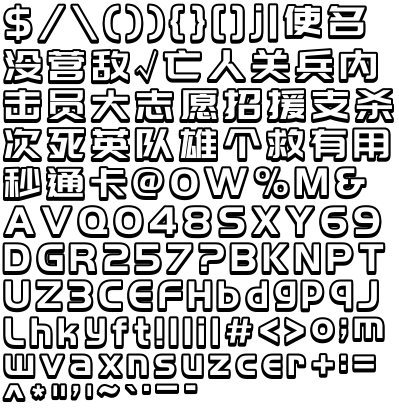 $/\()){}[]j|使名
没营敌√亡人关兵内
击员大志愿招援支杀
次死英队雄个救有用
秒通卡@OW%M&
AVQ048SXY69
DGR257?BKNPT
UZ3CEFHbdgpqJ
Lhkyft!lIil#<>o;m
wvaxnsuzcer+:=
^*"','~`·—-